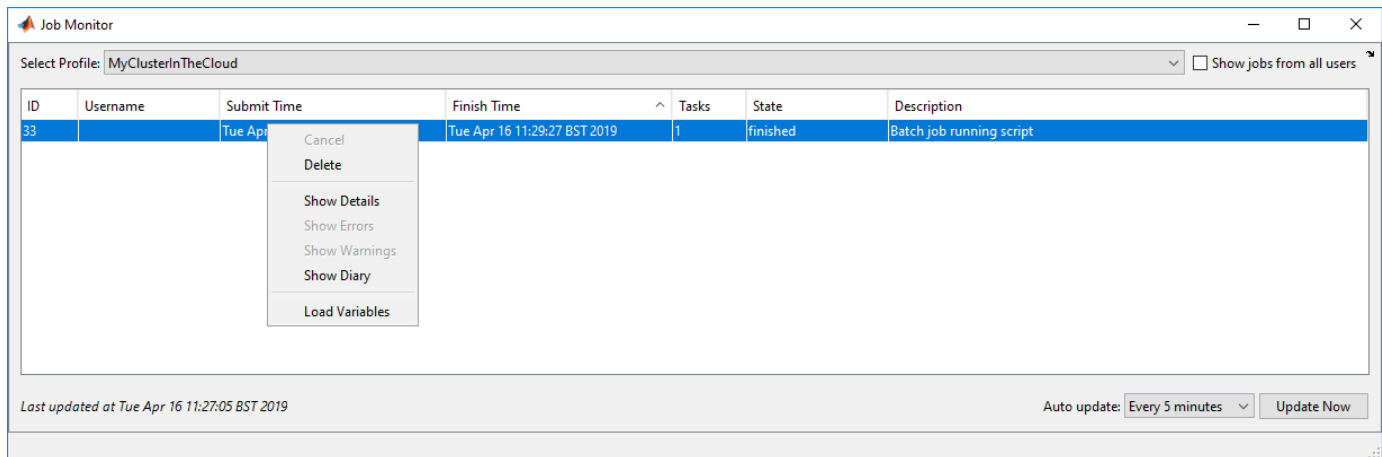 Job Monitor
Select Profile: MyClusterInTheCloud Show jobs from all users
ID Username Submit Time Finish Time Tasks State Description
33 Tue Apr Tue Apr 16 11:29:27 BST 2019 1 finished Batch job running script
Cancel
Delete
Show Details
Show Errors
Show Warnings
Show Diary
Load Variables
Last updated at Tue Apr 16 11:27:05 BST 2019 Auto update: Every 5 minutes Update Now